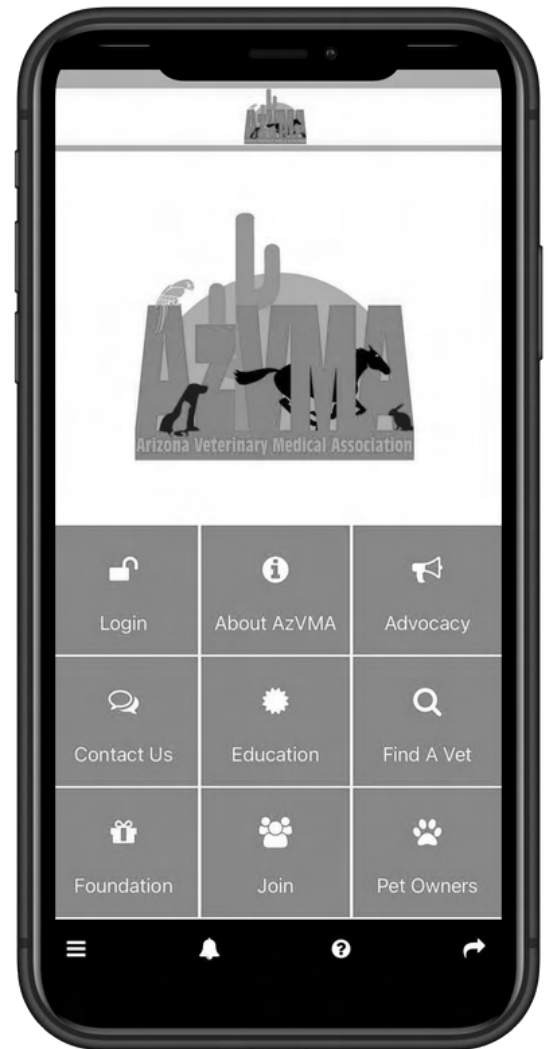 AzVMA
AzVMA
Arizona Veterinary Medical Association
Login
About AzVMA
Advocacy
Contact Us
Education
Find A Vet
Foundation
Join
Pet Owners